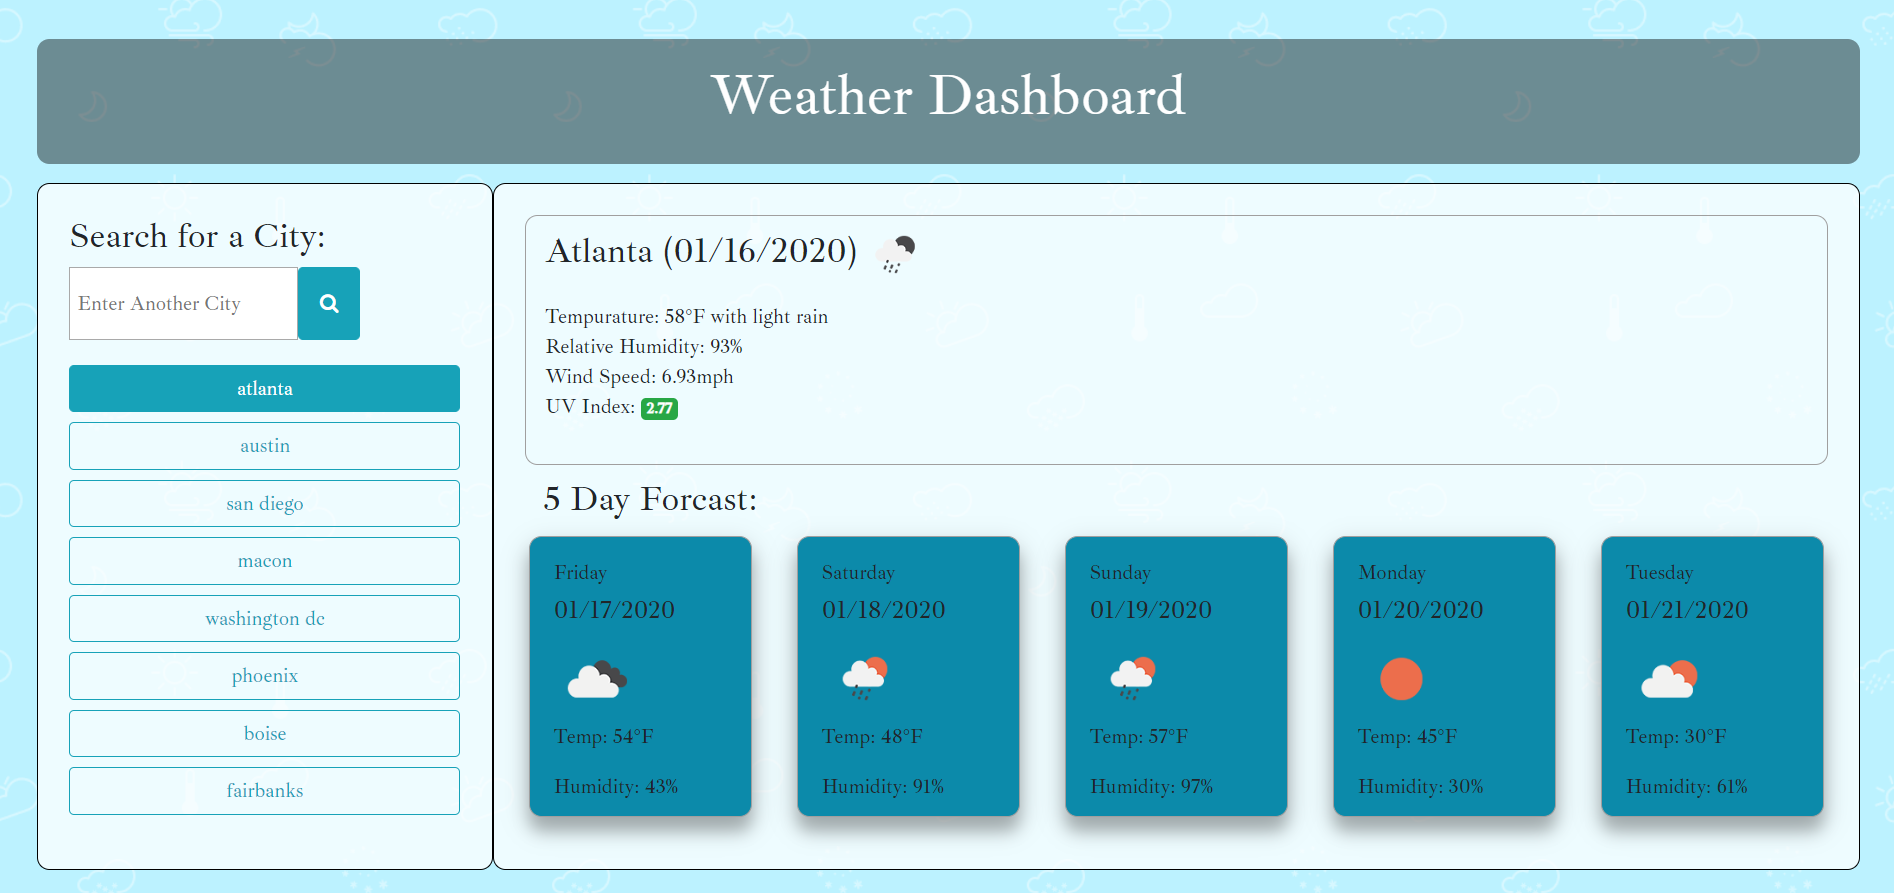 Weather Dashboard
Search for a City:
Enter Another City
atlanta
austin
san diego
macon
washington dc
phoenix
boise
fairbanks
Atlanta (01/16/2020)
Tempurature: 58°F with light rain
Relative Humidity: 93%
Wind Speed: 6.93mph
UV Index: 2.77
5 Day Forcast:
Friday
01/17/2020
Temp: 54°F
Humidity: 43%
Saturday
01/18/2020
Temp: 48°F
Humidity: 91%
Sunday
01/19/2020
Temp: 57°F
Humidity: 97%
Monday
01/20/2020
Temp: 45°F
Humidity: 30%
Tuesday
01/21/2020
Temp: 30°F
Humidity: 61%